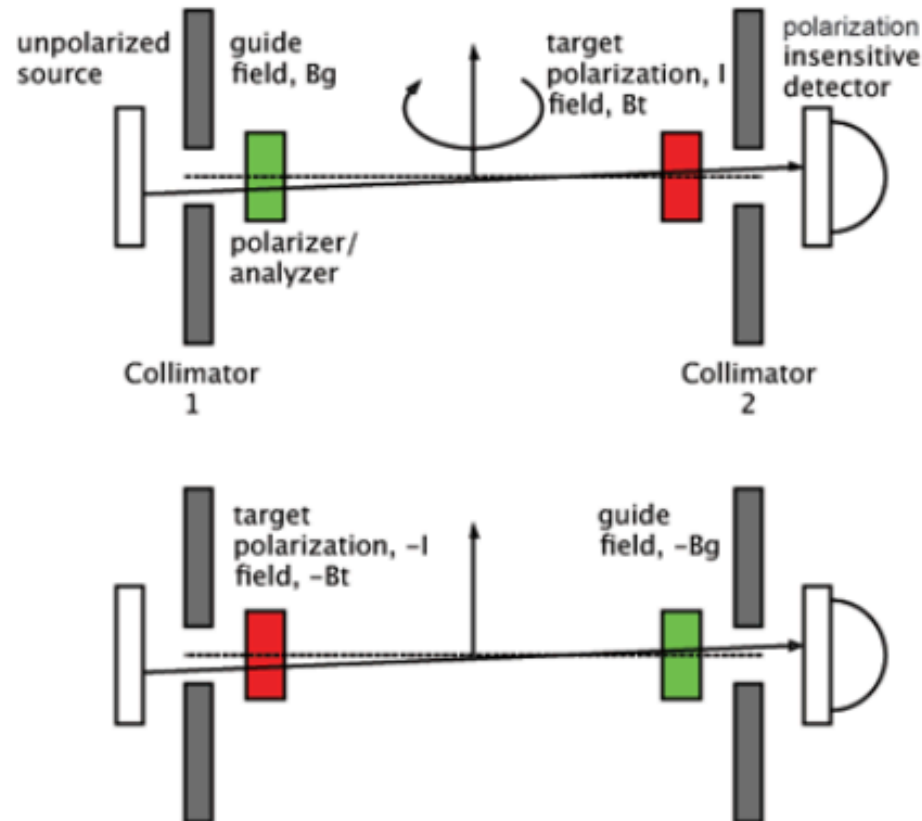 unpolarized
source
guide
field, Bg
target
polarization, I
field, Bt
polarization
insensitive
detector
polarizer/
analyzer
Collimator
1
Collimator
2
target
polarization, -I
field, -Bt
guide
field, -Bg